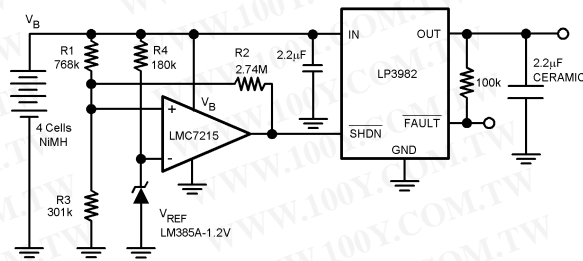 V_B
R1
768k
R4
180k
R2
2.74M
2.2µF
IN
OUT
LP3982
2.2µF
CERAMIC
100k
V_B
+
LMC7215
-
SHDN
FAULT
GND
4 Cells
NiMH
R3
301k
V_REF
LM385A-1.2V
WWW.100Y.COM.TW